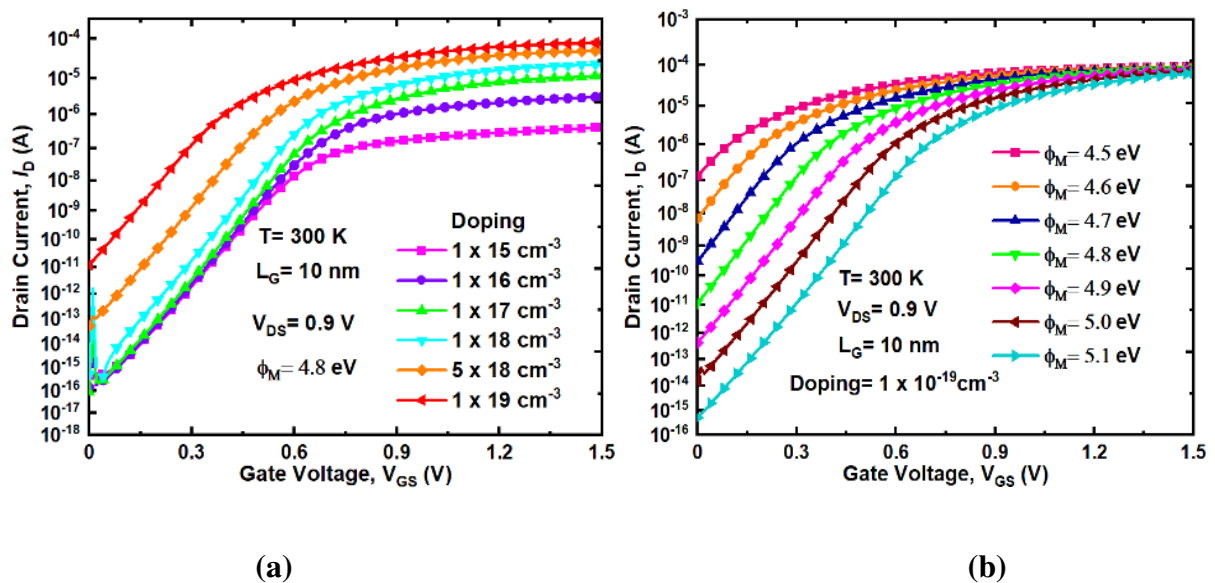 10⁻⁴
10⁻⁵
10⁻⁶
10⁻⁷
10⁻⁸
10⁻⁹
10⁻¹⁰
10⁻¹¹
10⁻¹²
10⁻¹³
10⁻¹⁵
10⁻¹⁶
10⁻¹⁷
10⁻¹⁸
Drain Current, I_D (A)
T= 300 K
L_G= 10 nm
V_DS= 0.9 V
ϕ_M= 4.8 eV
Doping
1 x 15 cm⁻³
1 x 16 cm⁻³
1 x 17 cm⁻³
1 x 18 cm⁻³
5 x 18 cm⁻³
1 x 19 cm⁻³
0 0.3 0.6 0.9 1.2 1.5
Gate Voltage, V_GS (V)
(a)
10⁻³
10⁻⁴
10⁻⁵
10⁻⁶
10⁻⁷
10⁻⁸
10⁻⁹
10⁻¹⁰
10⁻¹¹
10⁻¹²
10⁻¹³
10⁻¹⁴
10⁻¹⁵
10⁻¹⁶
Drain Current, I_D (A)
ϕ_M= 4.5 eV
ϕ_M= 4.6 eV
ϕ_M= 4.7 eV
ϕ_M= 4.8 eV
ϕ_M= 4.9 eV
ϕ_M= 5.0 eV
ϕ_M= 5.1 eV
T= 300 K
V_DS= 0.9 V
L_G= 10 nm
Doping= 1 x 10⁻¹⁹cm⁻³
0 0.3 0.6 0.9 1.2 1.5
Gate Voltage, V_GS (V)
(b)